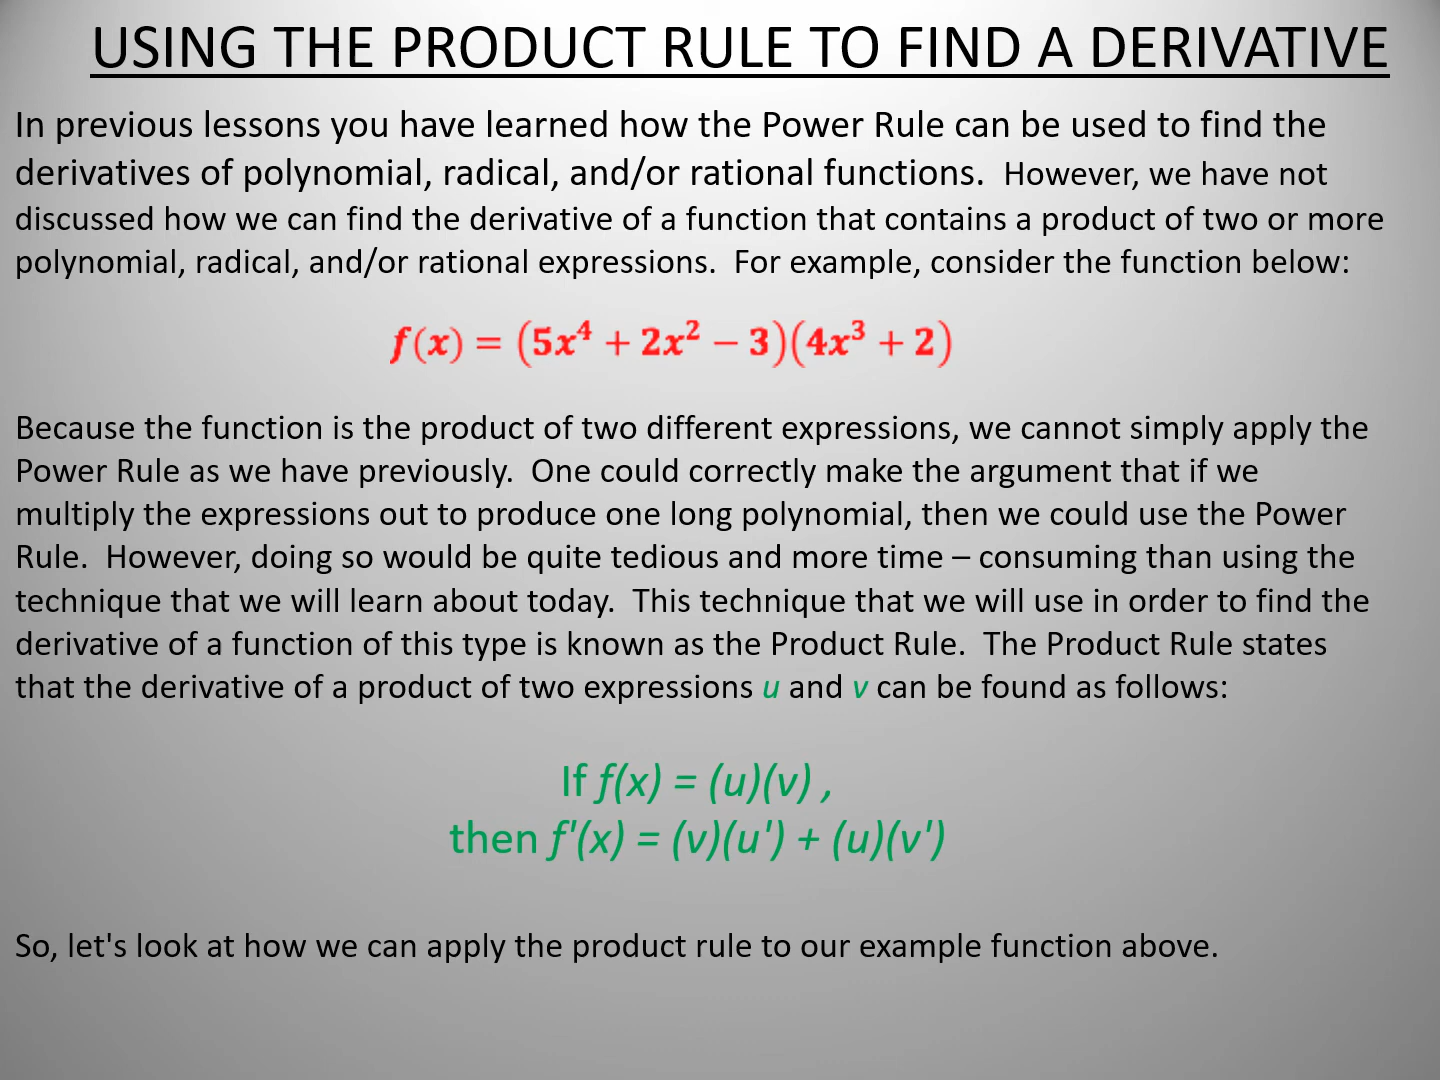 USING THE PRODUCT RULE TO FIND A DERIVATIVE
In previous lessons you have learned how the Power Rule can be used to find the
derivatives of polynomial, radical, and/or rational functions.  However, we have not
discussed how we can find the derivative of a function that contains a product of two or more
polynomial, radical, and/or rational expressions.  For example, consider the function below:
f(x) = (5x⁴ + 2x² − 3)(4x³ + 2)
Because the function is the product of two different expressions, we cannot simply apply the
Power Rule as we have previously.  One could correctly make the argument that if we
multiply the expressions out to produce one long polynomial, then we could use the Power
Rule.  However, doing so would be quite tedious and more time – consuming than using the
technique that we will learn about today.  This technique that we will use in order to find the
derivative of a function of this type is known as the Product Rule.  The Product Rule states
that the derivative of a product of two expressions u and v can be found as follows:
If f(x) = (u)(v) ,
then f'(x) = (v)(u') + (u)(v')
So, let's look at how we can apply the product rule to our example function above.